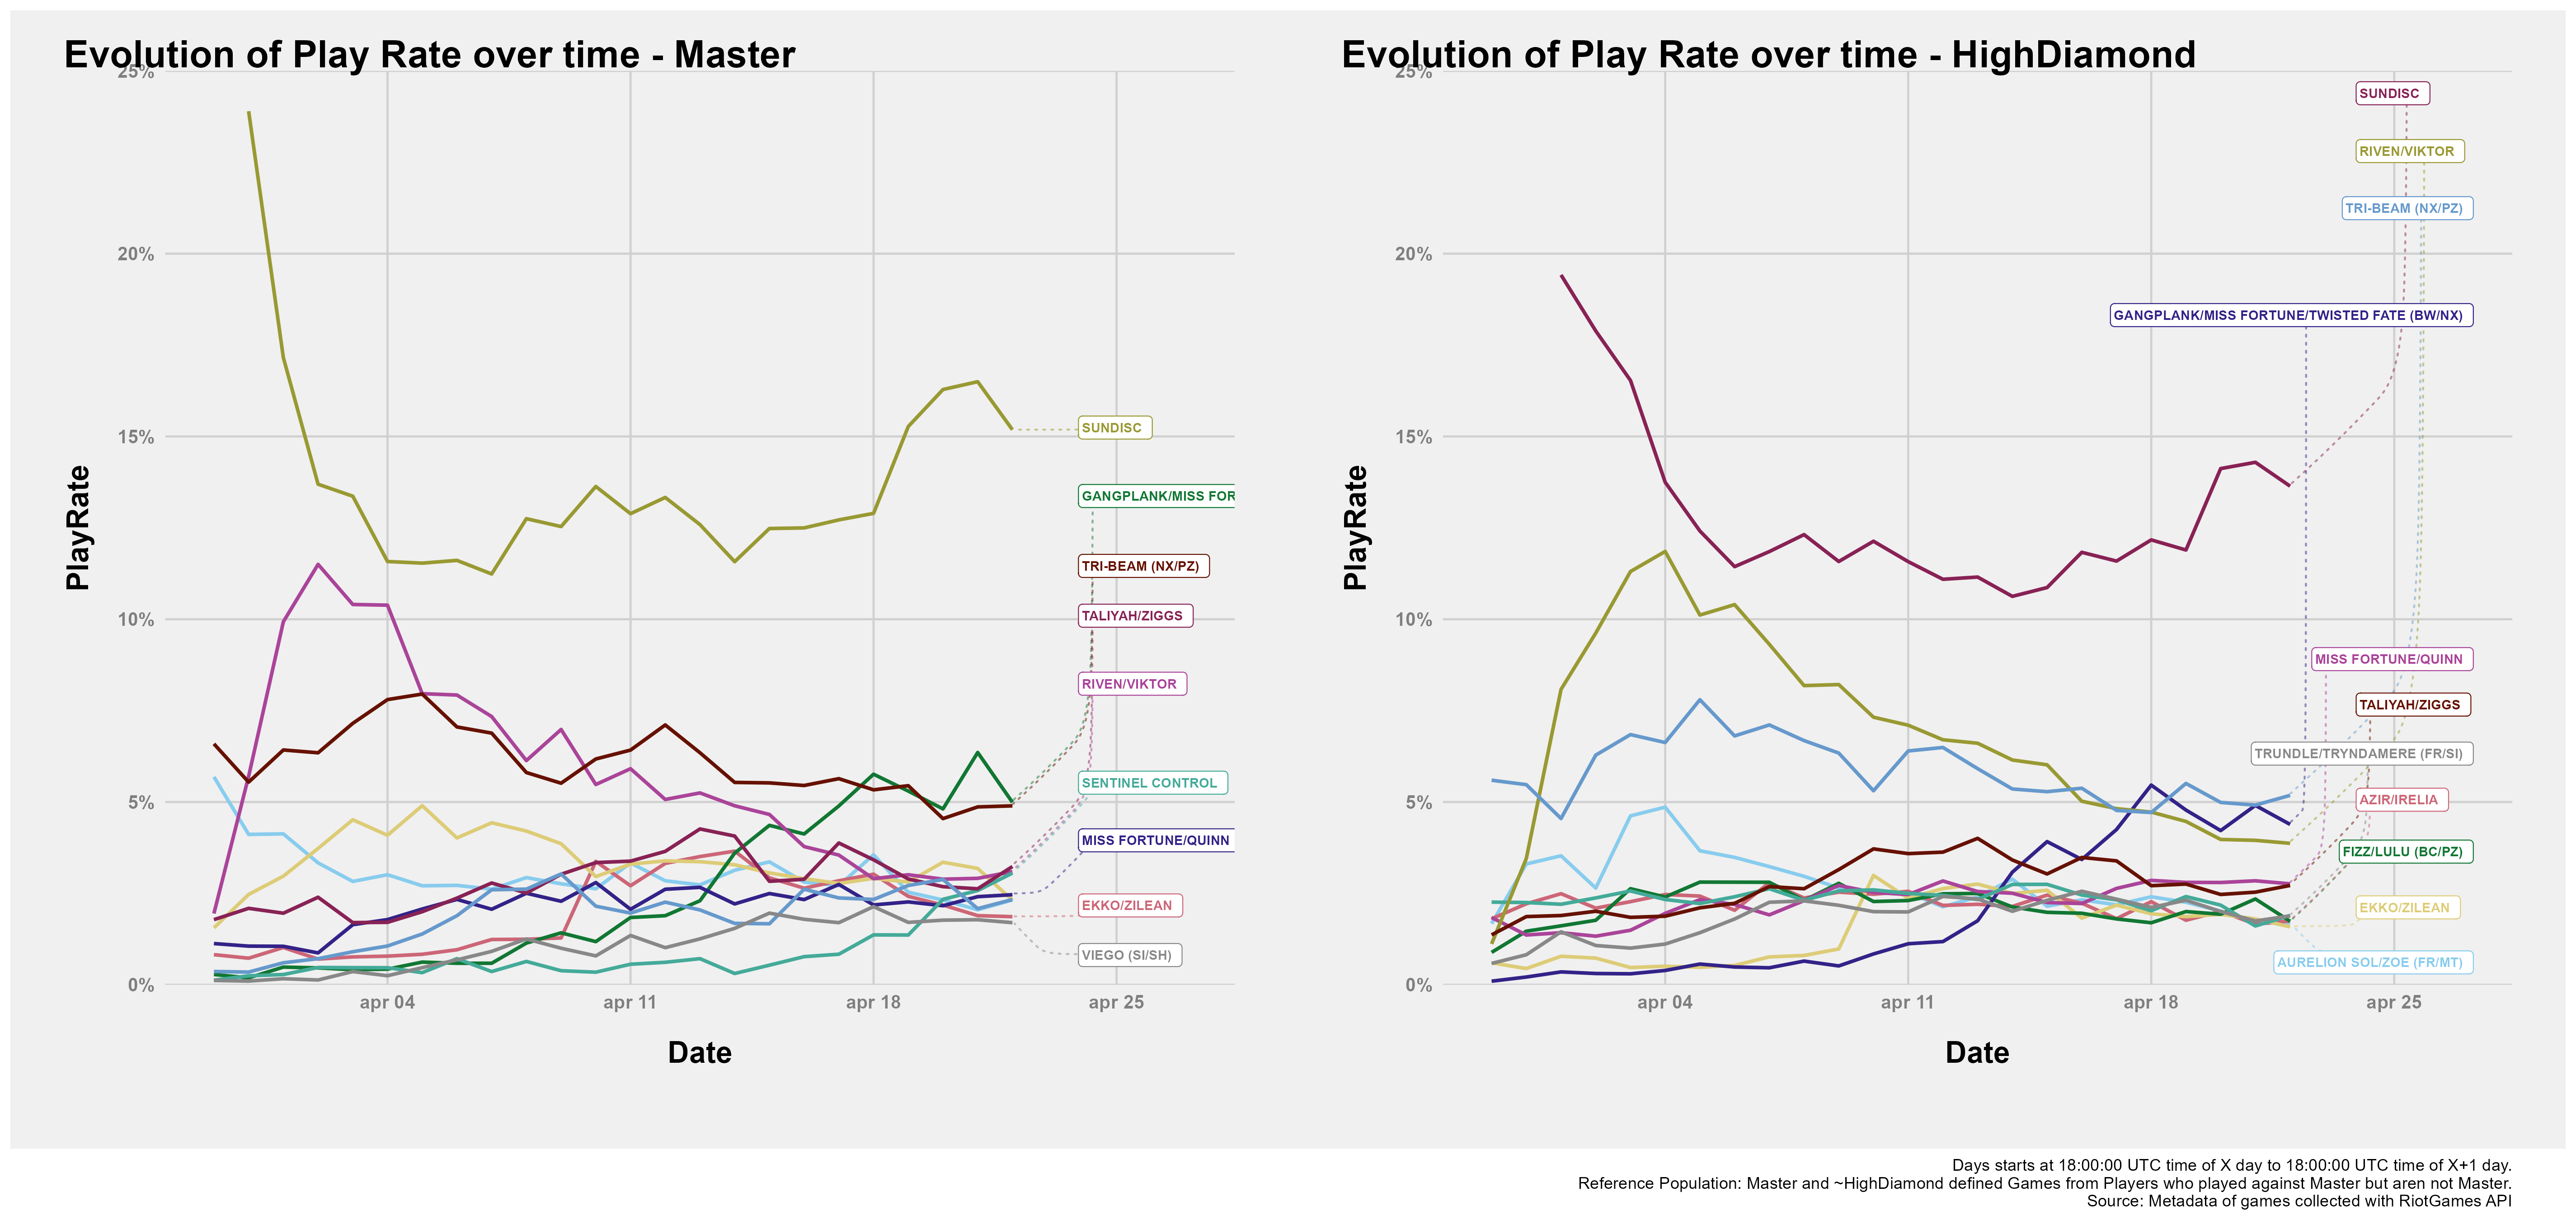 Evolution of Play Rate over time - Master
25%
20%
15%
10%
5%
0%
PlayRate
SUNDISC
GANGPLANK/MISS FOR
TRI-BEAM (NX/PZ)
TALIYAH/ZIGGS
RIVEN/VIKTOR
SENTINEL CONTROL
MISS FORTUNE/QUINN
EKKO/ZILEAN
VIEGO (SI/SH)
apr 04
apr 11
apr 18
apr 25
Date
Evolution of Play Rate over time - HighDiamond
25%
20%
15%
10%
5%
0%
PlayRate
SUNDISC
RIVEN/VIKTOR
TRI-BEAM (NX/PZ)
GANGPLANK/MISS FORTUNE/TWISTED FATE (BW/NX)
MISS FORTUNE/QUINN
TALIYAH/ZIGGS
TRUNDLE/TRYNDAMERE (FR/SI)
AZIR/IRELIA
FIZZ/LULU (BC/PZ)
EKKO/ZILEAN
AURELION SOL/ZOE (FR/MT)
apr 04
apr 11
apr 18
apr 25
Date
Days starts at 18:00:00 UTC time of X day to 18:00:00 UTC time of X+1 day.
Reference Population: Master and ~HighDiamond defined Games from Players who played against Master but aren not Master.
Source: Metadata of games collected with RiotGames API